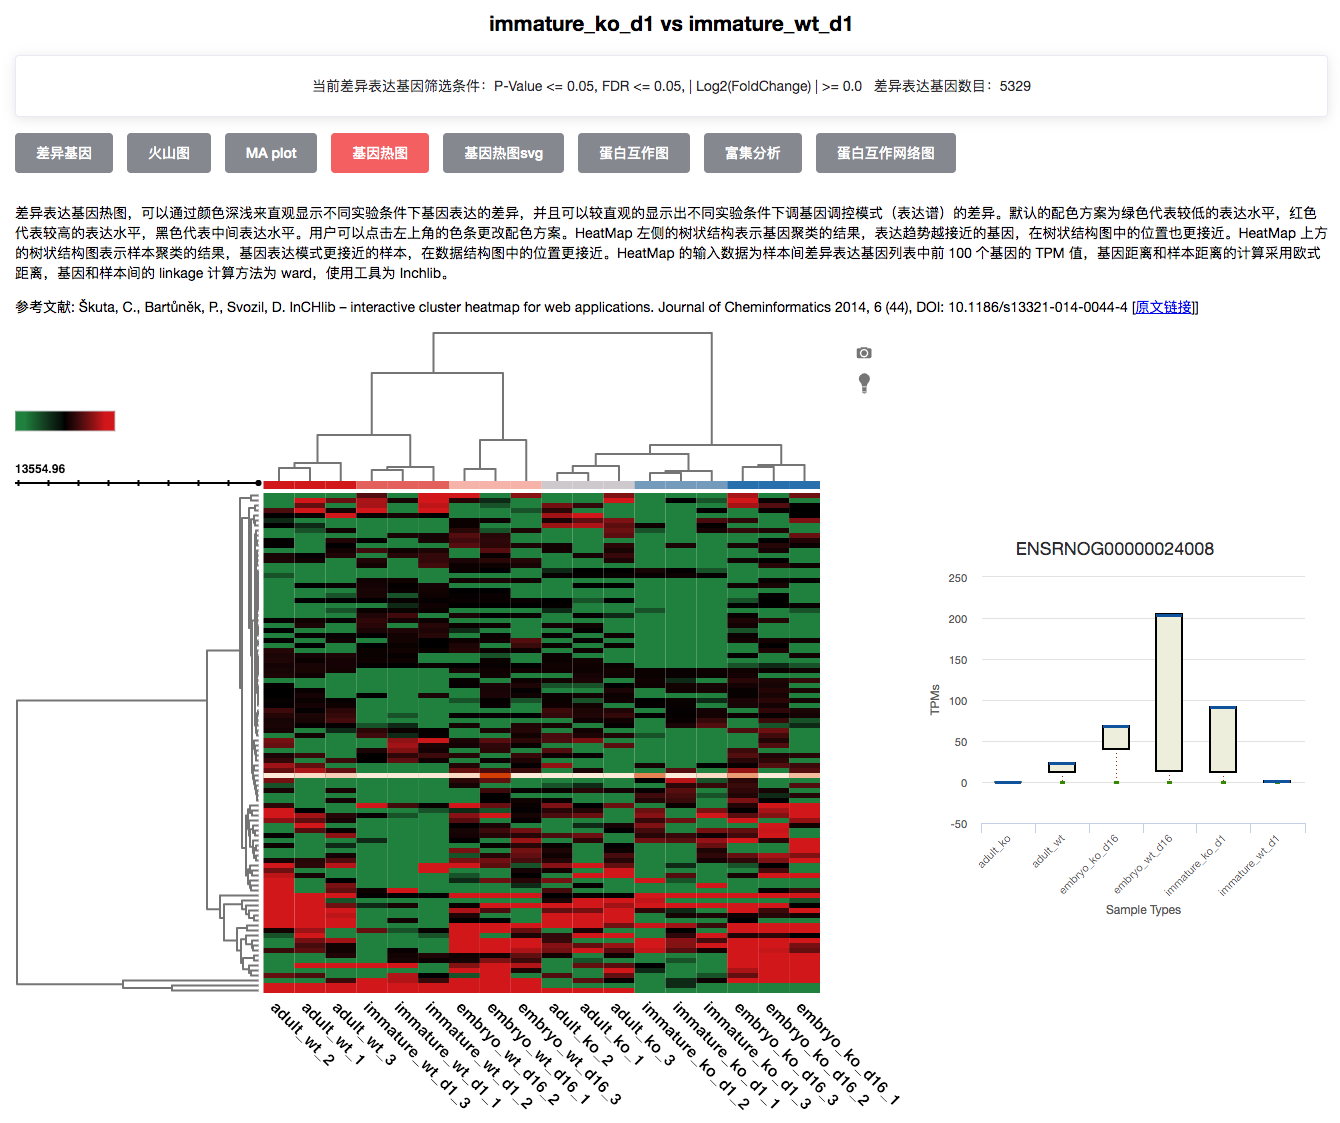 immature_ko_d1 vs immature_wt_d1
当前差异表达基因筛选条件：P-Value <= 0.05, FDR <= 0.05, | Log2(FoldChange) | >= 0.0 差异表达基因数目：5329
差异基因 火山图 MA plot 基因热图 基因热图svg 蛋白互作图 富集分析 蛋白互作网络图
差异表达基因热图，可以通过颜色深浅来直观显示不同实验条件下基因表达的差异，并且可以较直观的显示出不同实验条件下调基因调控模式（表达谱）的差异。默认的配色方案为绿色代表较低的表达水平，红色
代表较高的表达水平，黑色代表中间表达水平。用户可以点击左上角的色条更改配色方案。HeatMap 左侧的树状结构表示基因聚类的结果，表达趋势越接近的基因，在树状结构图中的位置也更接近。HeatMap 上方
的树状结构图表示样本聚类的结果，基因表达模式更接近的样本，在数据结构图中的位置更接近。HeatMap 的输入数据为样本间差异表达基因列表中前 100 个基因的 TPM 值，基因距离和样本距离的计算采用欧式
距离，基因和样本间的 linkage 计算方法为 ward，使用工具为 Inchlib。
参考文献: Škuta, C., Bartůněk, P., Svozil, D. InCHlib – interactive cluster heatmap for web applications. Journal of Cheminformatics 2014, 6 (44), DOI: 10.1186/s13321-014-0044-4 [原文链接]]
13554.96
adult_wt_2
adult_wt_1
adult_wt_3
immature_wt_d1_3
immature_wt_d1_1
immature_wt_d1_2
embryo_wt_d16_2
embryo_wt_d16_1
embryo_wt_d16_3
adult_ko_2
adult_ko_1
adult_ko_3
immature_ko_d1_2
immature_ko_d1_1
immature_ko_d1_3
embryo_ko_d16_3
embryo_ko_d16_2
embryo_ko_d16_1
ENSRNOG00000024008
TPMs
250
200
150
100
50
0
-50
adult_ko
adult_wt
embryo_ko_d16
embryo_wt_d16
immature_ko_d1
immature_wt_d1
Sample Types